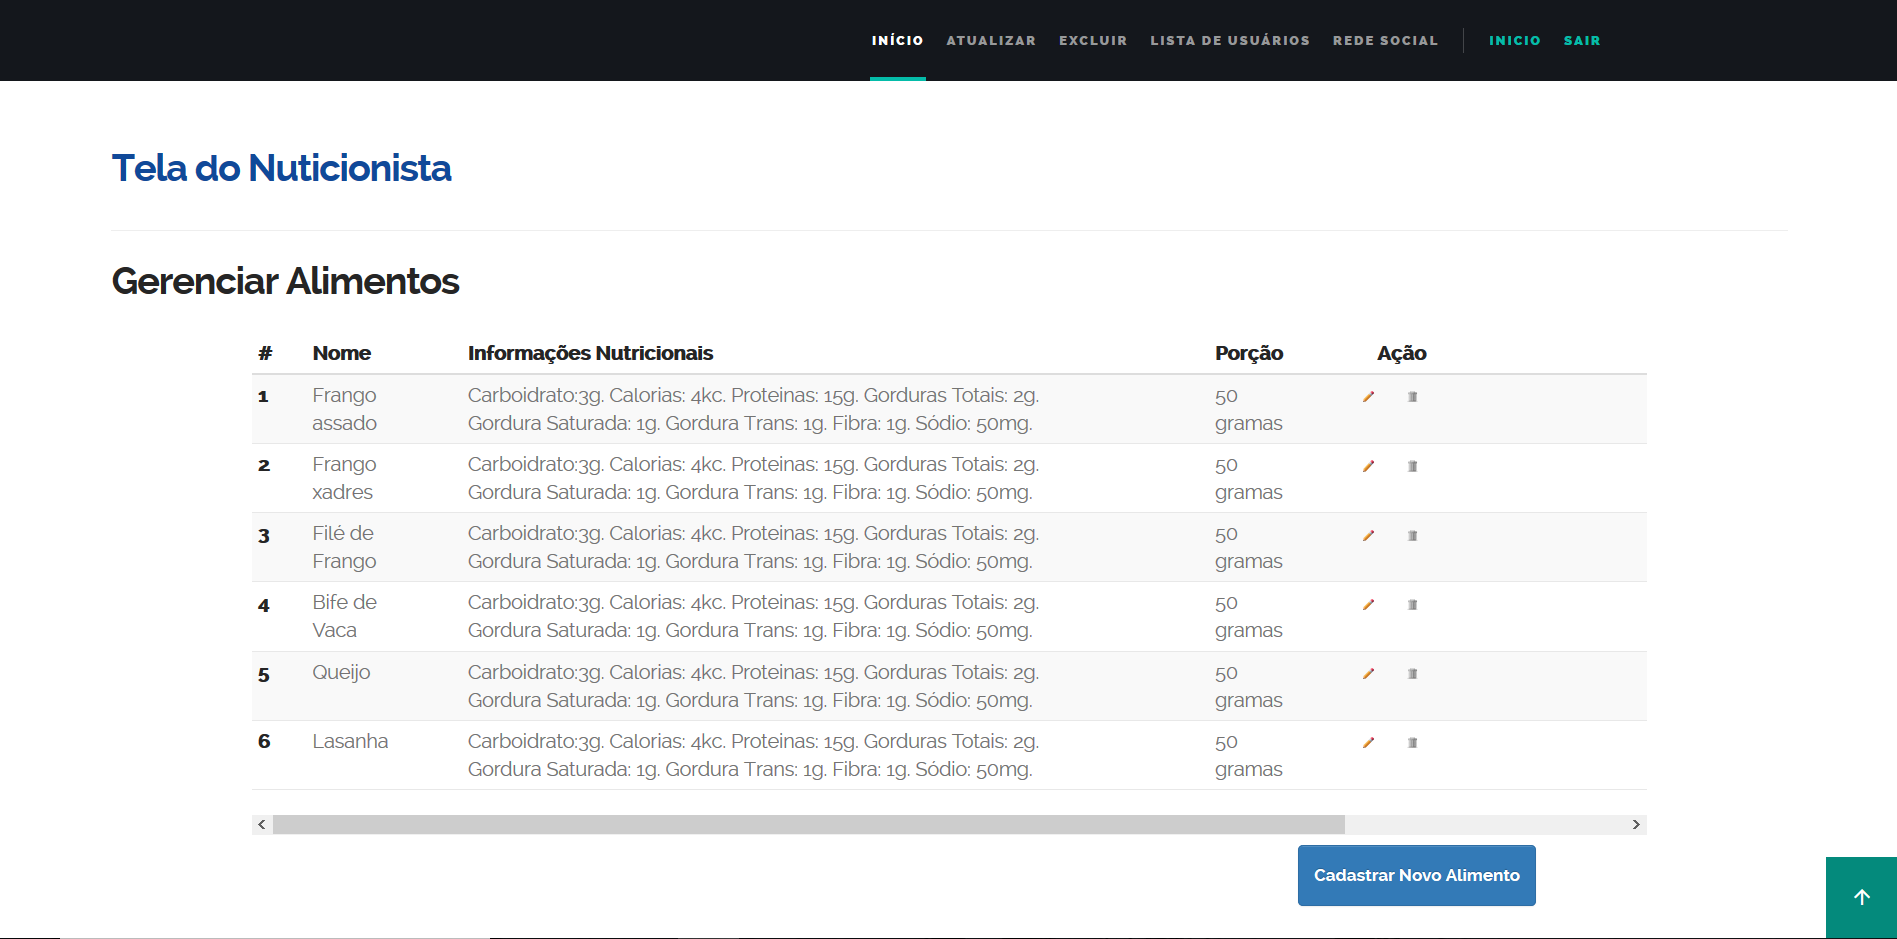 INÍCIO ATUALIZAR EXCLUIR LISTA DE USUÁRIOS REDE SOCIAL INICIO SAIR
Tela do Nuticionista
Gerenciar Alimentos
# Nome Informações Nutricionais Porção Ação
1 Frango Carboidrato:3g. Calorias: 4kc. Proteinas: 15g. Gorduras Totais: 2g. 50
assado Gordura Saturada: 1g. Gordura Trans: 1g. Fibra: 1g. Sódio: 50mg. gramas
2 Frango Carboidrato:3g. Calorias: 4kc. Proteinas: 15g. Gorduras Totais: 2g. 50
xadres Gordura Saturada: 1g. Gordura Trans: 1g. Fibra: 1g. Sódio: 50mg. gramas
3 Filé de Carboidrato:3g. Calorias: 4kc. Proteinas: 15g. Gorduras Totais: 2g. 50
Frango Gordura Saturada: 1g. Gordura Trans: 1g. Fibra: 1g. Sódio: 50mg. gramas
4 Bife de Carboidrato:3g. Calorias: 4kc. Proteinas: 15g. Gorduras Totais: 2g. 50
Vaca Gordura Saturada: 1g. Gordura Trans: 1g. Fibra: 1g. Sódio: 50mg. gramas
5 Queijo Carboidrato:3g. Calorias: 4kc. Proteinas: 15g. Gorduras Totais: 2g. 50
Gordura Saturada: 1g. Gordura Trans: 1g. Fibra: 1g. Sódio: 50mg. gramas
6 Lasanha Carboidrato:3g. Calorias: 4kc. Proteinas: 15g. Gorduras Totais: 2g. 50
Gordura Saturada: 1g. Gordura Trans: 1g. Fibra: 1g. Sódio: 50mg. gramas
Cadastrar Novo Alimento